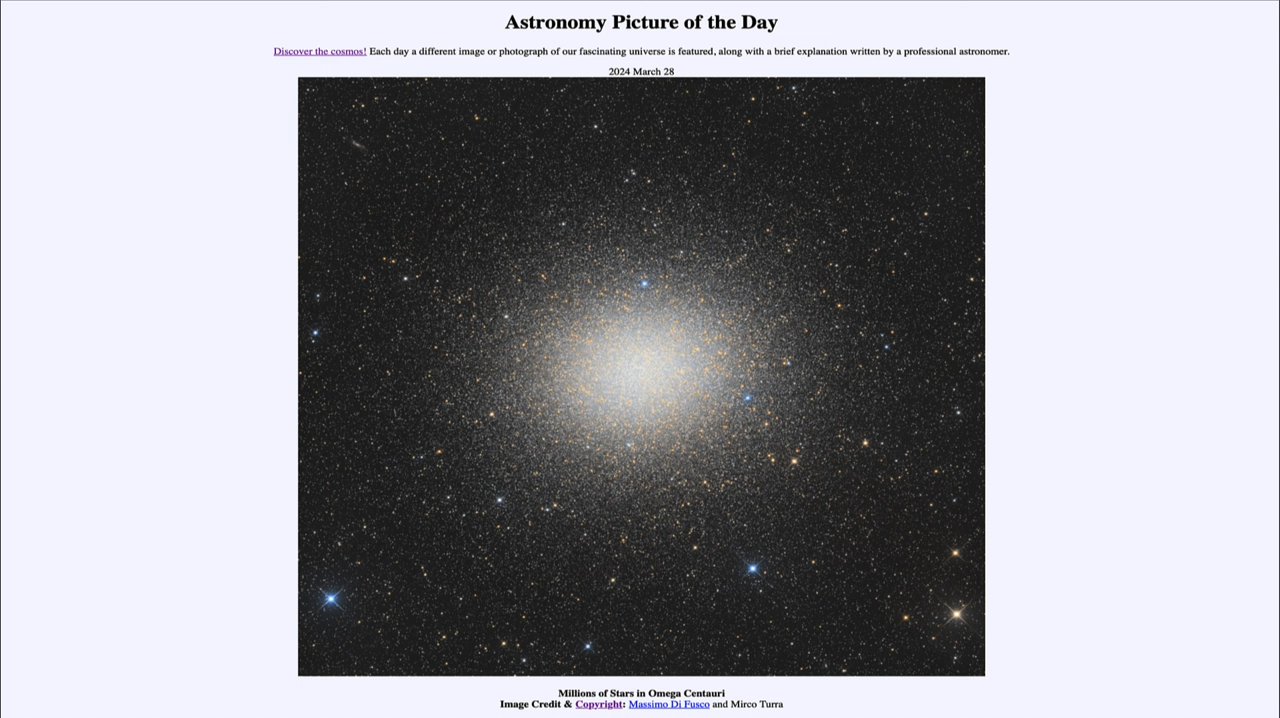 Astronomy Picture of the Day
Discover the cosmos! Each day a different image or photograph of our fascinating universe is featured, along with a brief explanation written by a professional astronomer.
2024 March 28
Millions of Stars in Omega Centauri
Image Credit & Copyright: Massimo Di Fusco and Mirco Turra